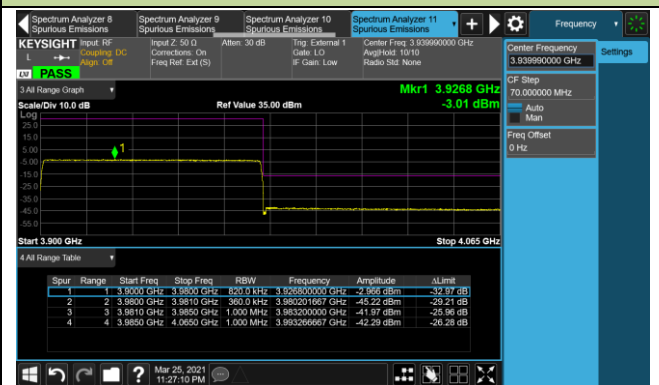 Spectrum Analyzer 8
Spurious Emissions
Spectrum Analyzer 9
Spurious Emissions
Spectrum Analyzer 10
Spurious Emissions
Spectrum Analyzer 11
Spurious Emissions
Frequency
KEYSIGHT
L
Input: RF
Coupling: DC
Align: Off
Input Z: 50 Ω
Corrections: On
Freq Ref: Ext (S)
Atten: 30 dB
Trig: External 1
Gate: LO
IF Gain: Low
Center Freq: 3.939990000 GHz
Avg|Hold: 10/10
Radio Std: None
LXI PASS
Center Frequency
3.939990000 GHz
Settings
CF Step
70.000000 MHz
Auto
Man
Freq Offset
0 Hz
3 All Range Graph
Mkr1 3.9268 GHz
Scale/Div 10.0 dB
Ref Value 35.00 dBm
-3.01 dBm
Log
25.0
15.0
5.00
-5.00
-15.0
-25.0
-35.0
-45.0
-55.0
1
Start 3.900 GHz
Stop 4.065 GHz
4 All Range Table
Spur Range Start Freq Stop Freq RBW Frequency Amplitude ΔLimit
1 1 3.9000 GHz 3.9800 GHz 820.0 kHz 3.926800000 GHz -2.966 dBm -32.97 dB
2 2 3.9800 GHz 3.9810 GHz 360.0 kHz 3.980201667 GHz -45.22 dBm -29.21 dB
3 3 3.9810 GHz 3.9850 GHz 1.000 MHz 3.983200000 GHz -41.97 dBm -25.96 dB
4 4 3.9850 GHz 4.0650 GHz 1.000 MHz 3.993266667 GHz -42.29 dBm -26.28 dB
Mar 25, 2021
11:27:10 PM